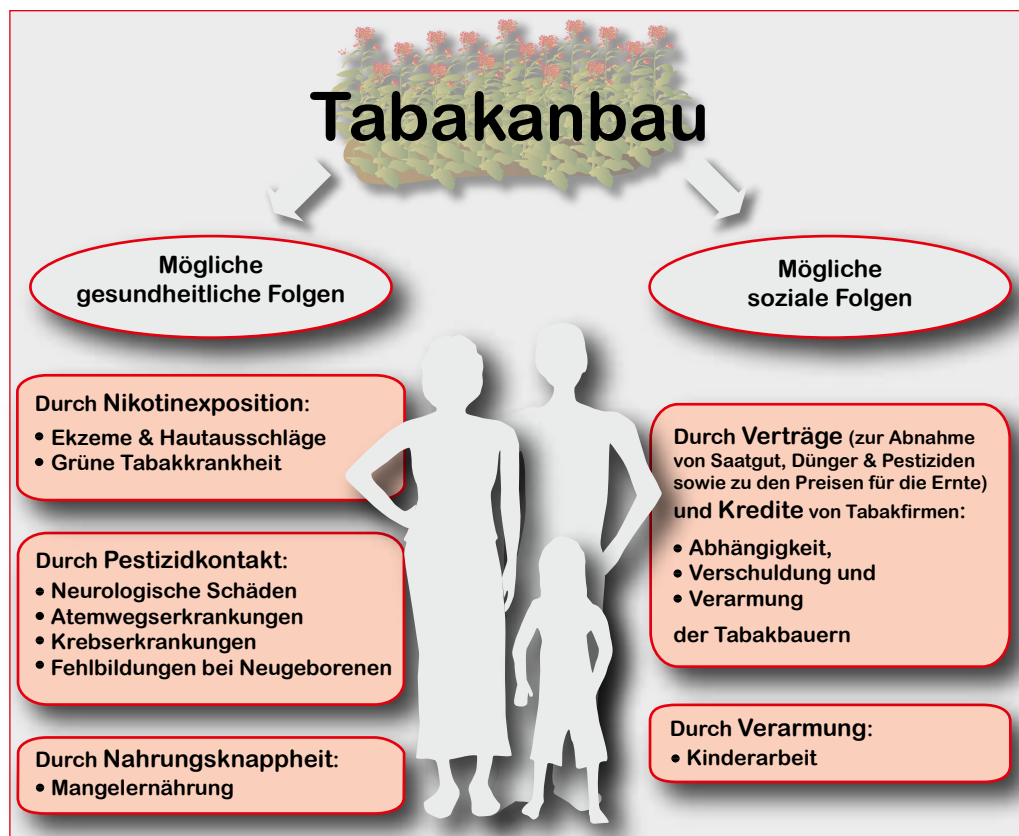 Tabakanbau
Mögliche
gesundheitliche Folgen
Durch Nikotinexposition:
• Ekzeme & Hautausschläge
• Grüne Tabakkrankheit
Durch Pestizidkontakt:
• Neurologische Schäden
• Atemwegserkrankungen
• Krebserkrankungen
• Fehlbildungen bei Neugeborenen
Durch Nahrungsknappheit:
• Mangelernährung
Mögliche
soziale Folgen
Durch Verträge (zur Abnahme
von Saatgut, Dünger & Pestiziden
sowie zu den Preisen für die Ernte)
und Kredite von Tabakfirmen:
• Abhängigkeit,
• Verschuldung und
• Verarmung
der Tabakbauern
Durch Verarmung:
• Kinderarbeit